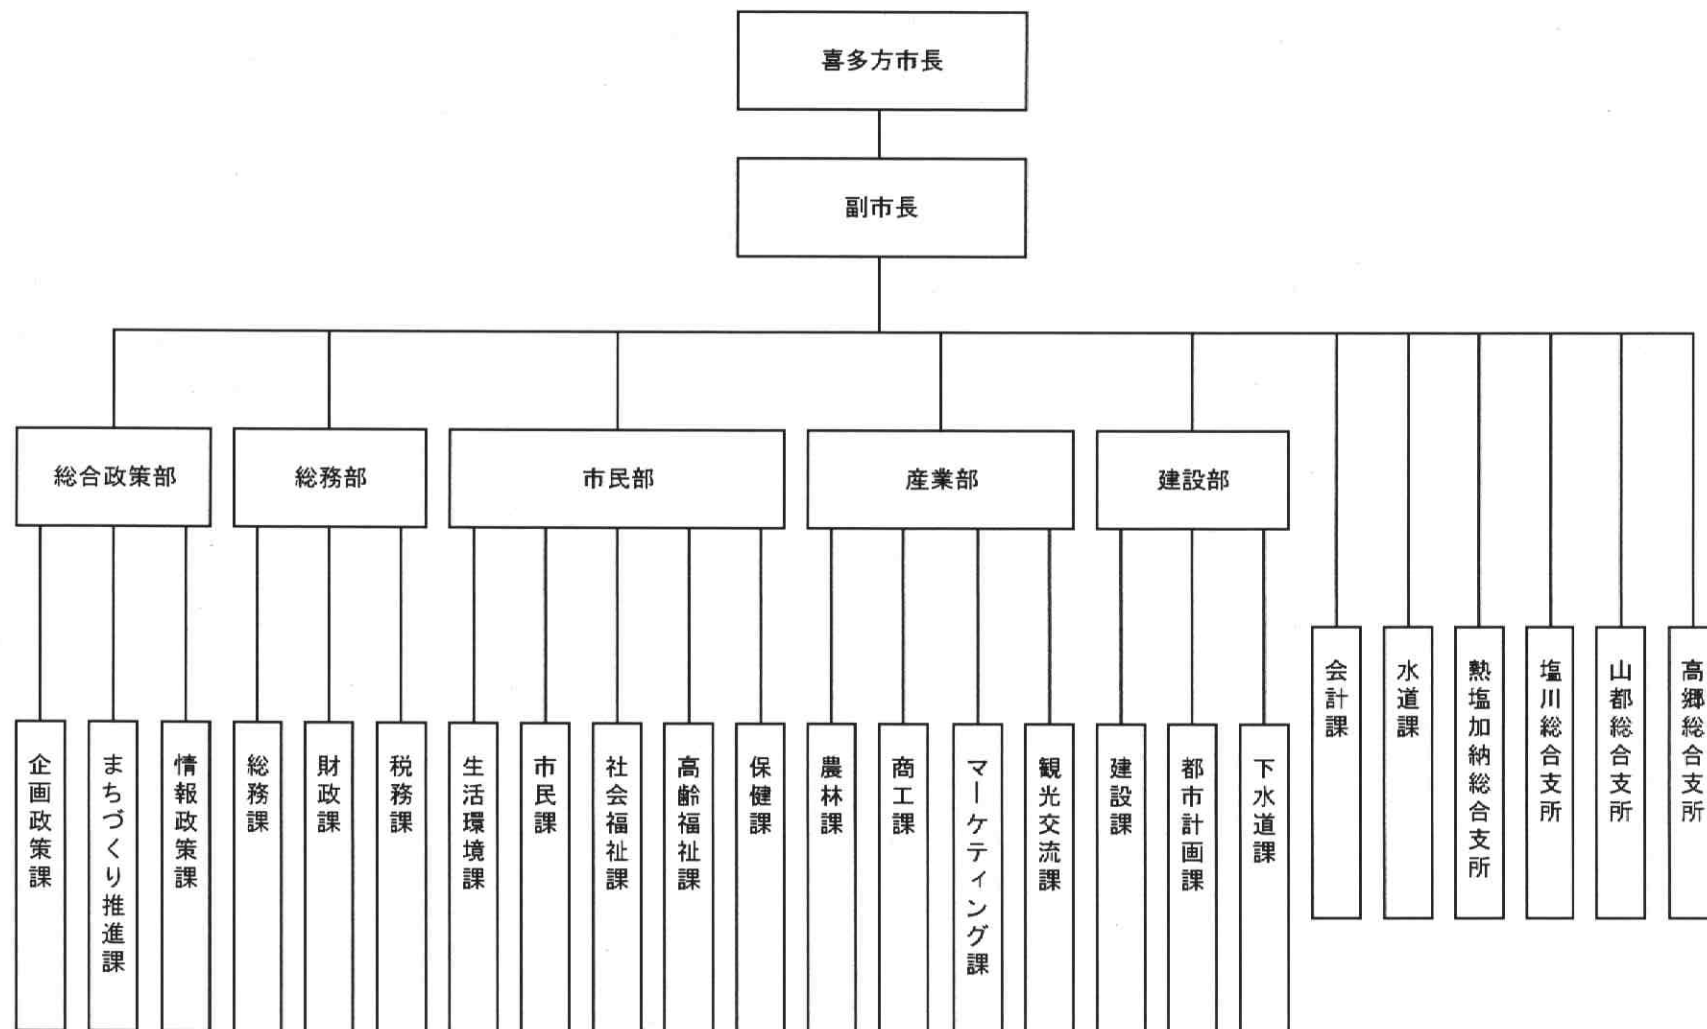 喜多方市長
副市長
総合政策部
総務部
市民部
産業部
建設部
会計課
水道課
熱塩加納総合支所
塩川総合支所
山都総合支所
高郷総合支所
企画政策課
まちづくり推進課
情報政策課
総務課
財政課
税務課
生活環境課
市民課
社会福祉課
高齢福祉課
保健課
農林課
商工課
マーケティング課
観光交流課
建設課
都市計画課
下水道課